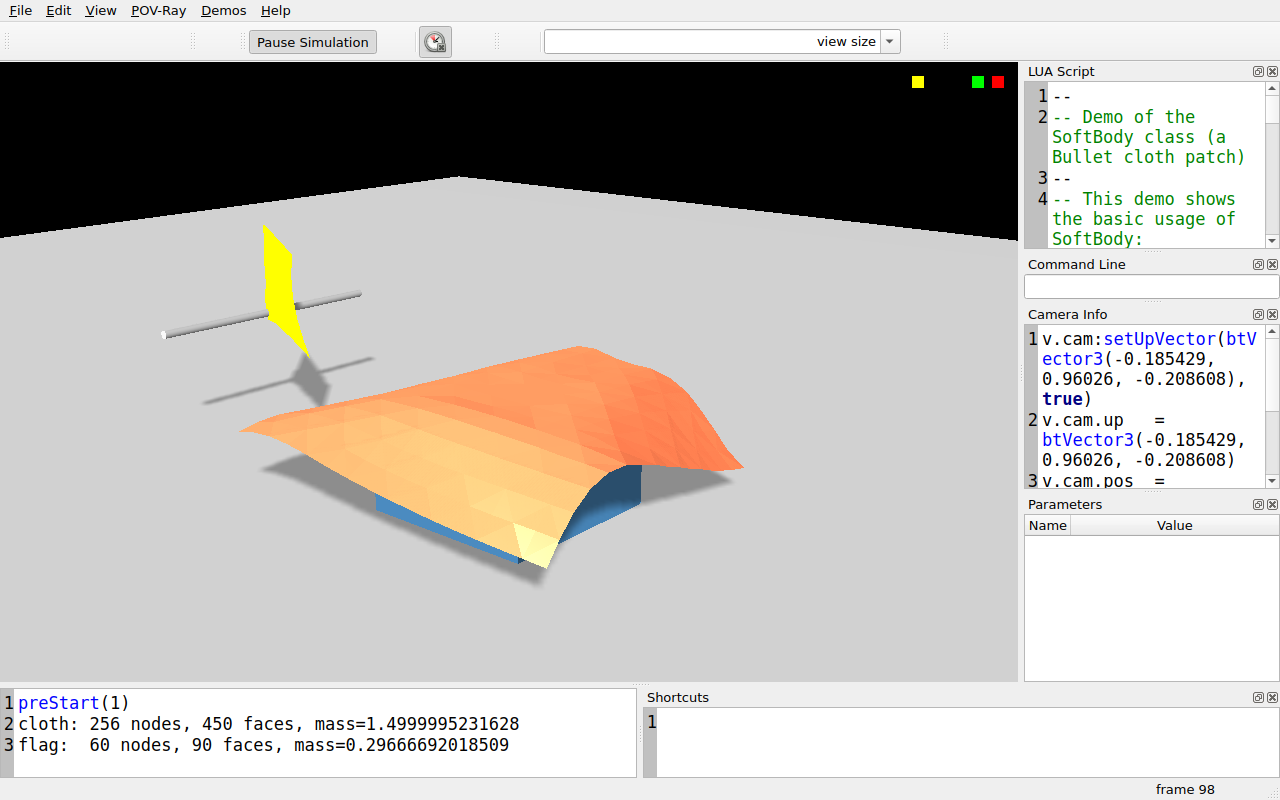 File Edit View POV-Ray Demos Help
Pause Simulation view size
LUA Script
1 --
2 -- Demo of the
SoftBody class (a
Bullet cloth patch)
3 --
4 -- This demo shows
the basic usage of
SoftBody:
Command Line
Camera Info
1 v.cam:setUpVector(btV
ector3(-0.185429,
0.96026, -0.208608),
true)
2 v.cam.up   =
btVector3(-0.185429,
0.96026, -0.208608)
3 v.cam.pos  =
Parameters
Name Value
1 preStart(1)
2 cloth: 256 nodes, 450 faces, mass=1.4999995231628
3 flag:  60 nodes, 90 faces, mass=0.29666692018509
Shortcuts
1
frame 98